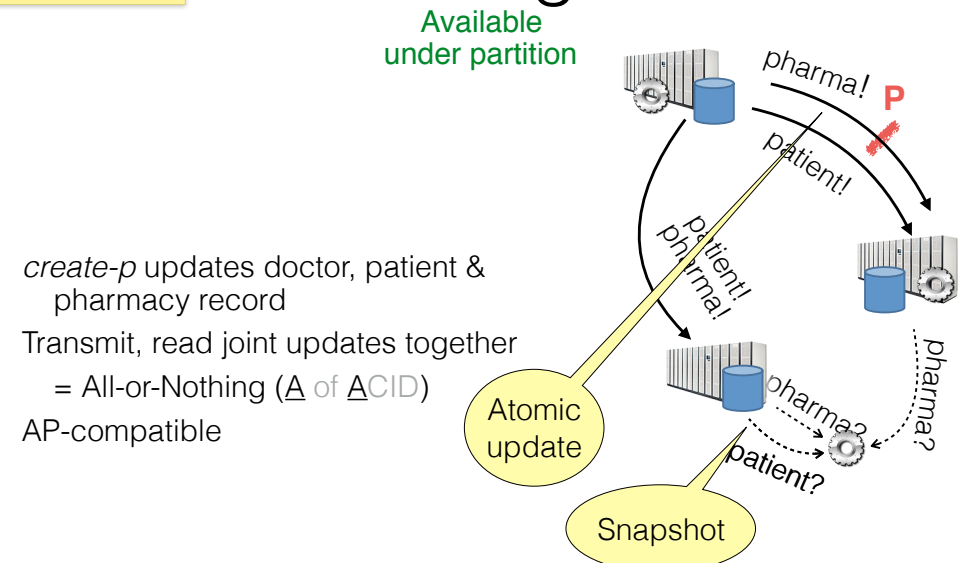 Available
under partition
pharma!
P
patient!
patient!
pharma!
create-p updates doctor, patient &
pharmacy record
Transmit, read joint updates together
= All-or-Nothing (A of ACID)
AP-compatible
Atomic
update
pharma?
patient?
pharma?
Snapshot